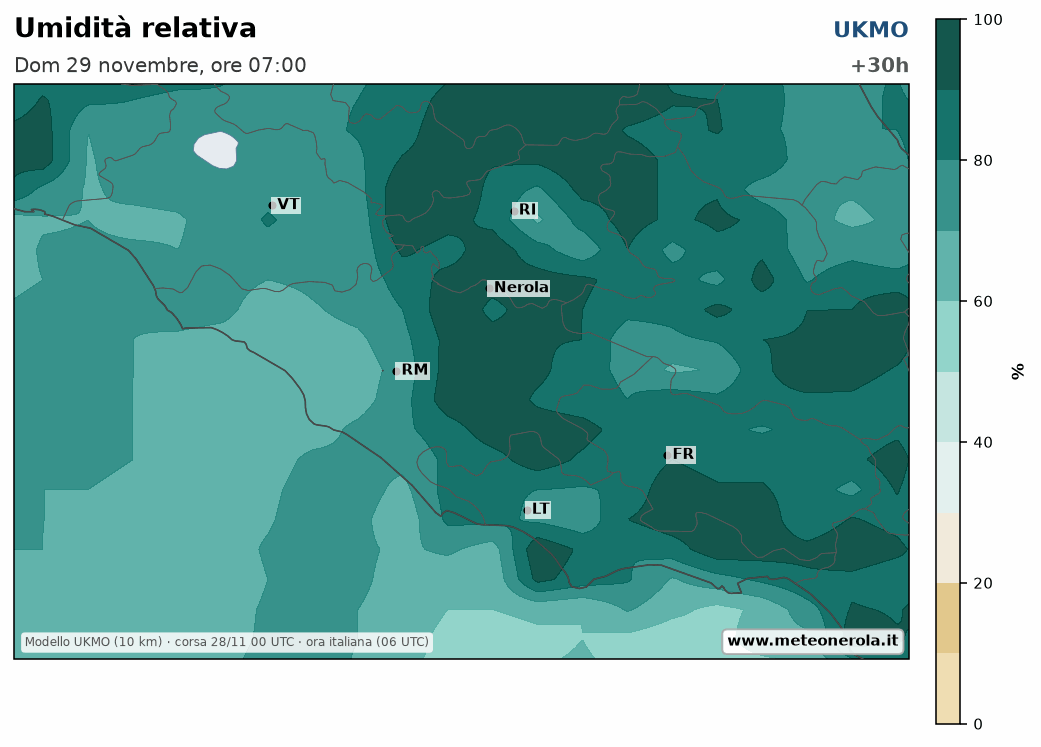 Umidità relativa
UKMO
Dom 29 novembre, ore 07:00
+30h
100
80
60
40
20
0
%
VT
RI
Nerola
RM
FR
LT
Modello UKMO (10 km) · corsa 28/11 00 UTC · ora italiana (06 UTC)
www.meteonerola.it